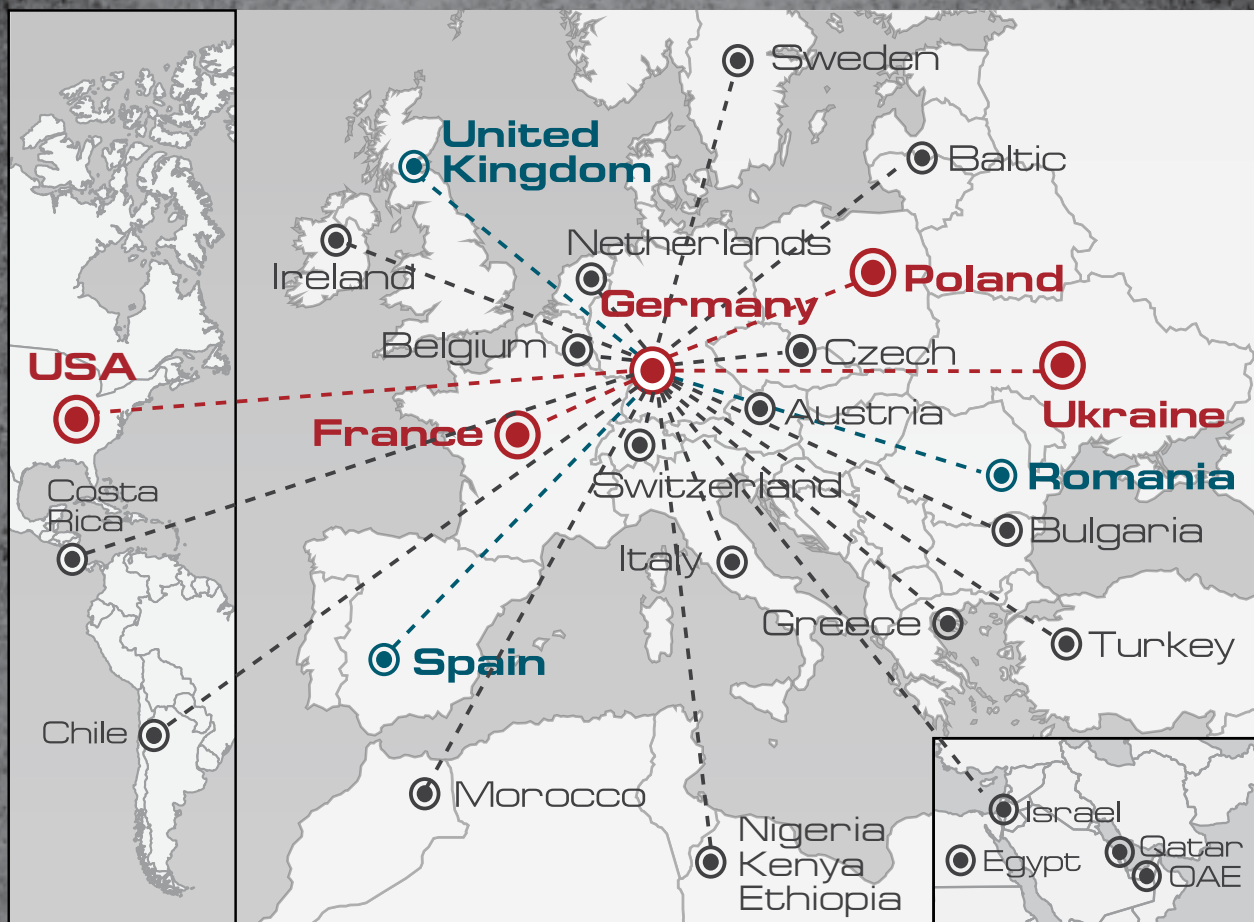 Sweden
United
Kingdom
Baltic
Netherlands
Ireland
Germany
Poland
Belgium
Czech
USA
Austria
France
Ukraine
Switzerland
Romania
Costa
Rica
Bulgaria
Italy
Greece
Turkey
Spain
Chile
Morocco
Israel
Nigeria
Kenya
Ethiopia
Egypt
Qatar
OAE